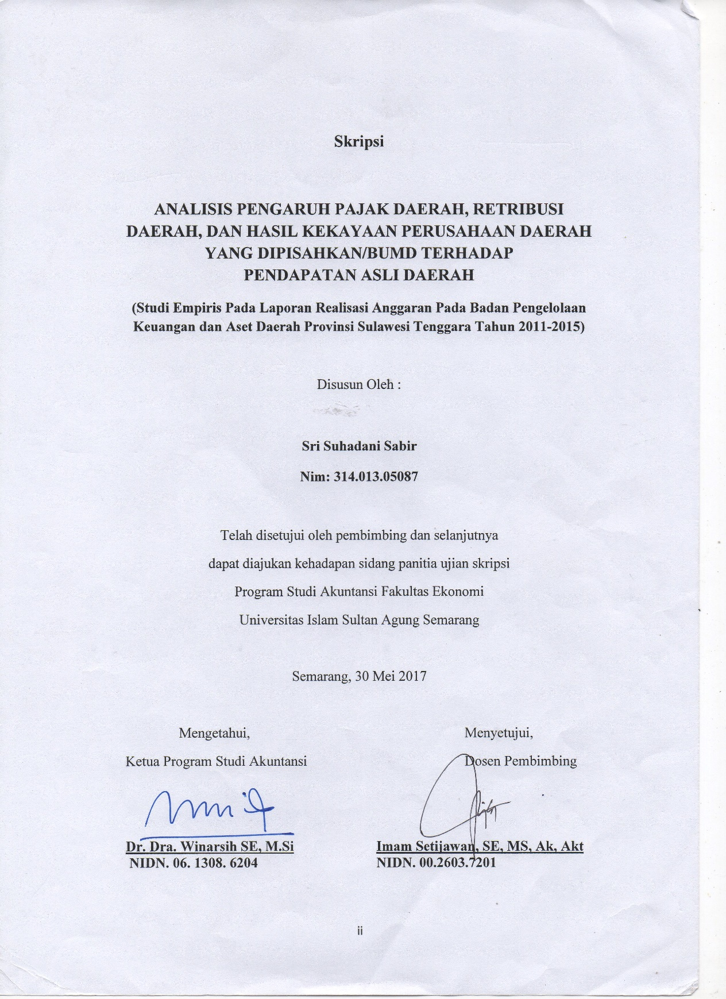 Skripsi
ANALISIS PENGARUH PAJAK DAERAH, RETRIBUSI
DAERAH, DAN HASIL KEKAYAAN PERUSAHAAN DAERAH
YANG DIPISAHKAN/BUMD TERHADAP
PENDAPATAN ASLI DAERAH
(Studi Empiris Pada Laporan Realisasi Anggaran Pada Badan Pengelolaan
Keuangan dan Aset Daerah Provinsi Sulawesi Tenggara Tahun 2011-2015)
Disusun Oleh :
Sri Suhadani Sabir
Nim: 314.013.05087
Telah disetujui oleh pembimbing dan selanjutnya
dapat diajukan kehadapan sidang panitia ujian skripsi
Program Studi Akuntansi Fakultas Ekonomi
Universitas Islam Sultan Agung Semarang
Semarang, 30 Mei 2017
Mengetahui,
Ketua Program Studi Akuntansi
Dr. Dra. Winarsih SE, M.Si
NIDN. 06. 1308. 6204
Menyetujui,
Dosen Pembimbing
Imam Setijawan, SE, MS, Ak, Akt
NIDN. 00.2603.7201
ii